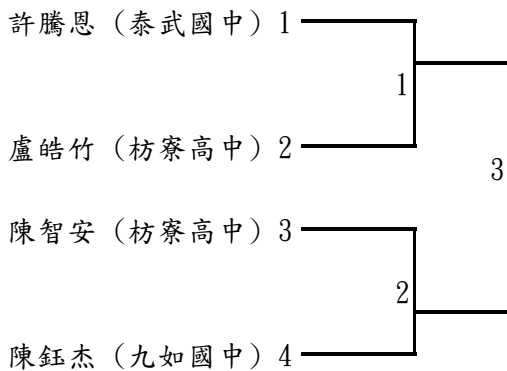 許騰恩（泰武國中）1
1
盧皓竹（枋寮高中）2
3
陳智安（枋寮高中）3
2
陳鈺杰（九如國中）4